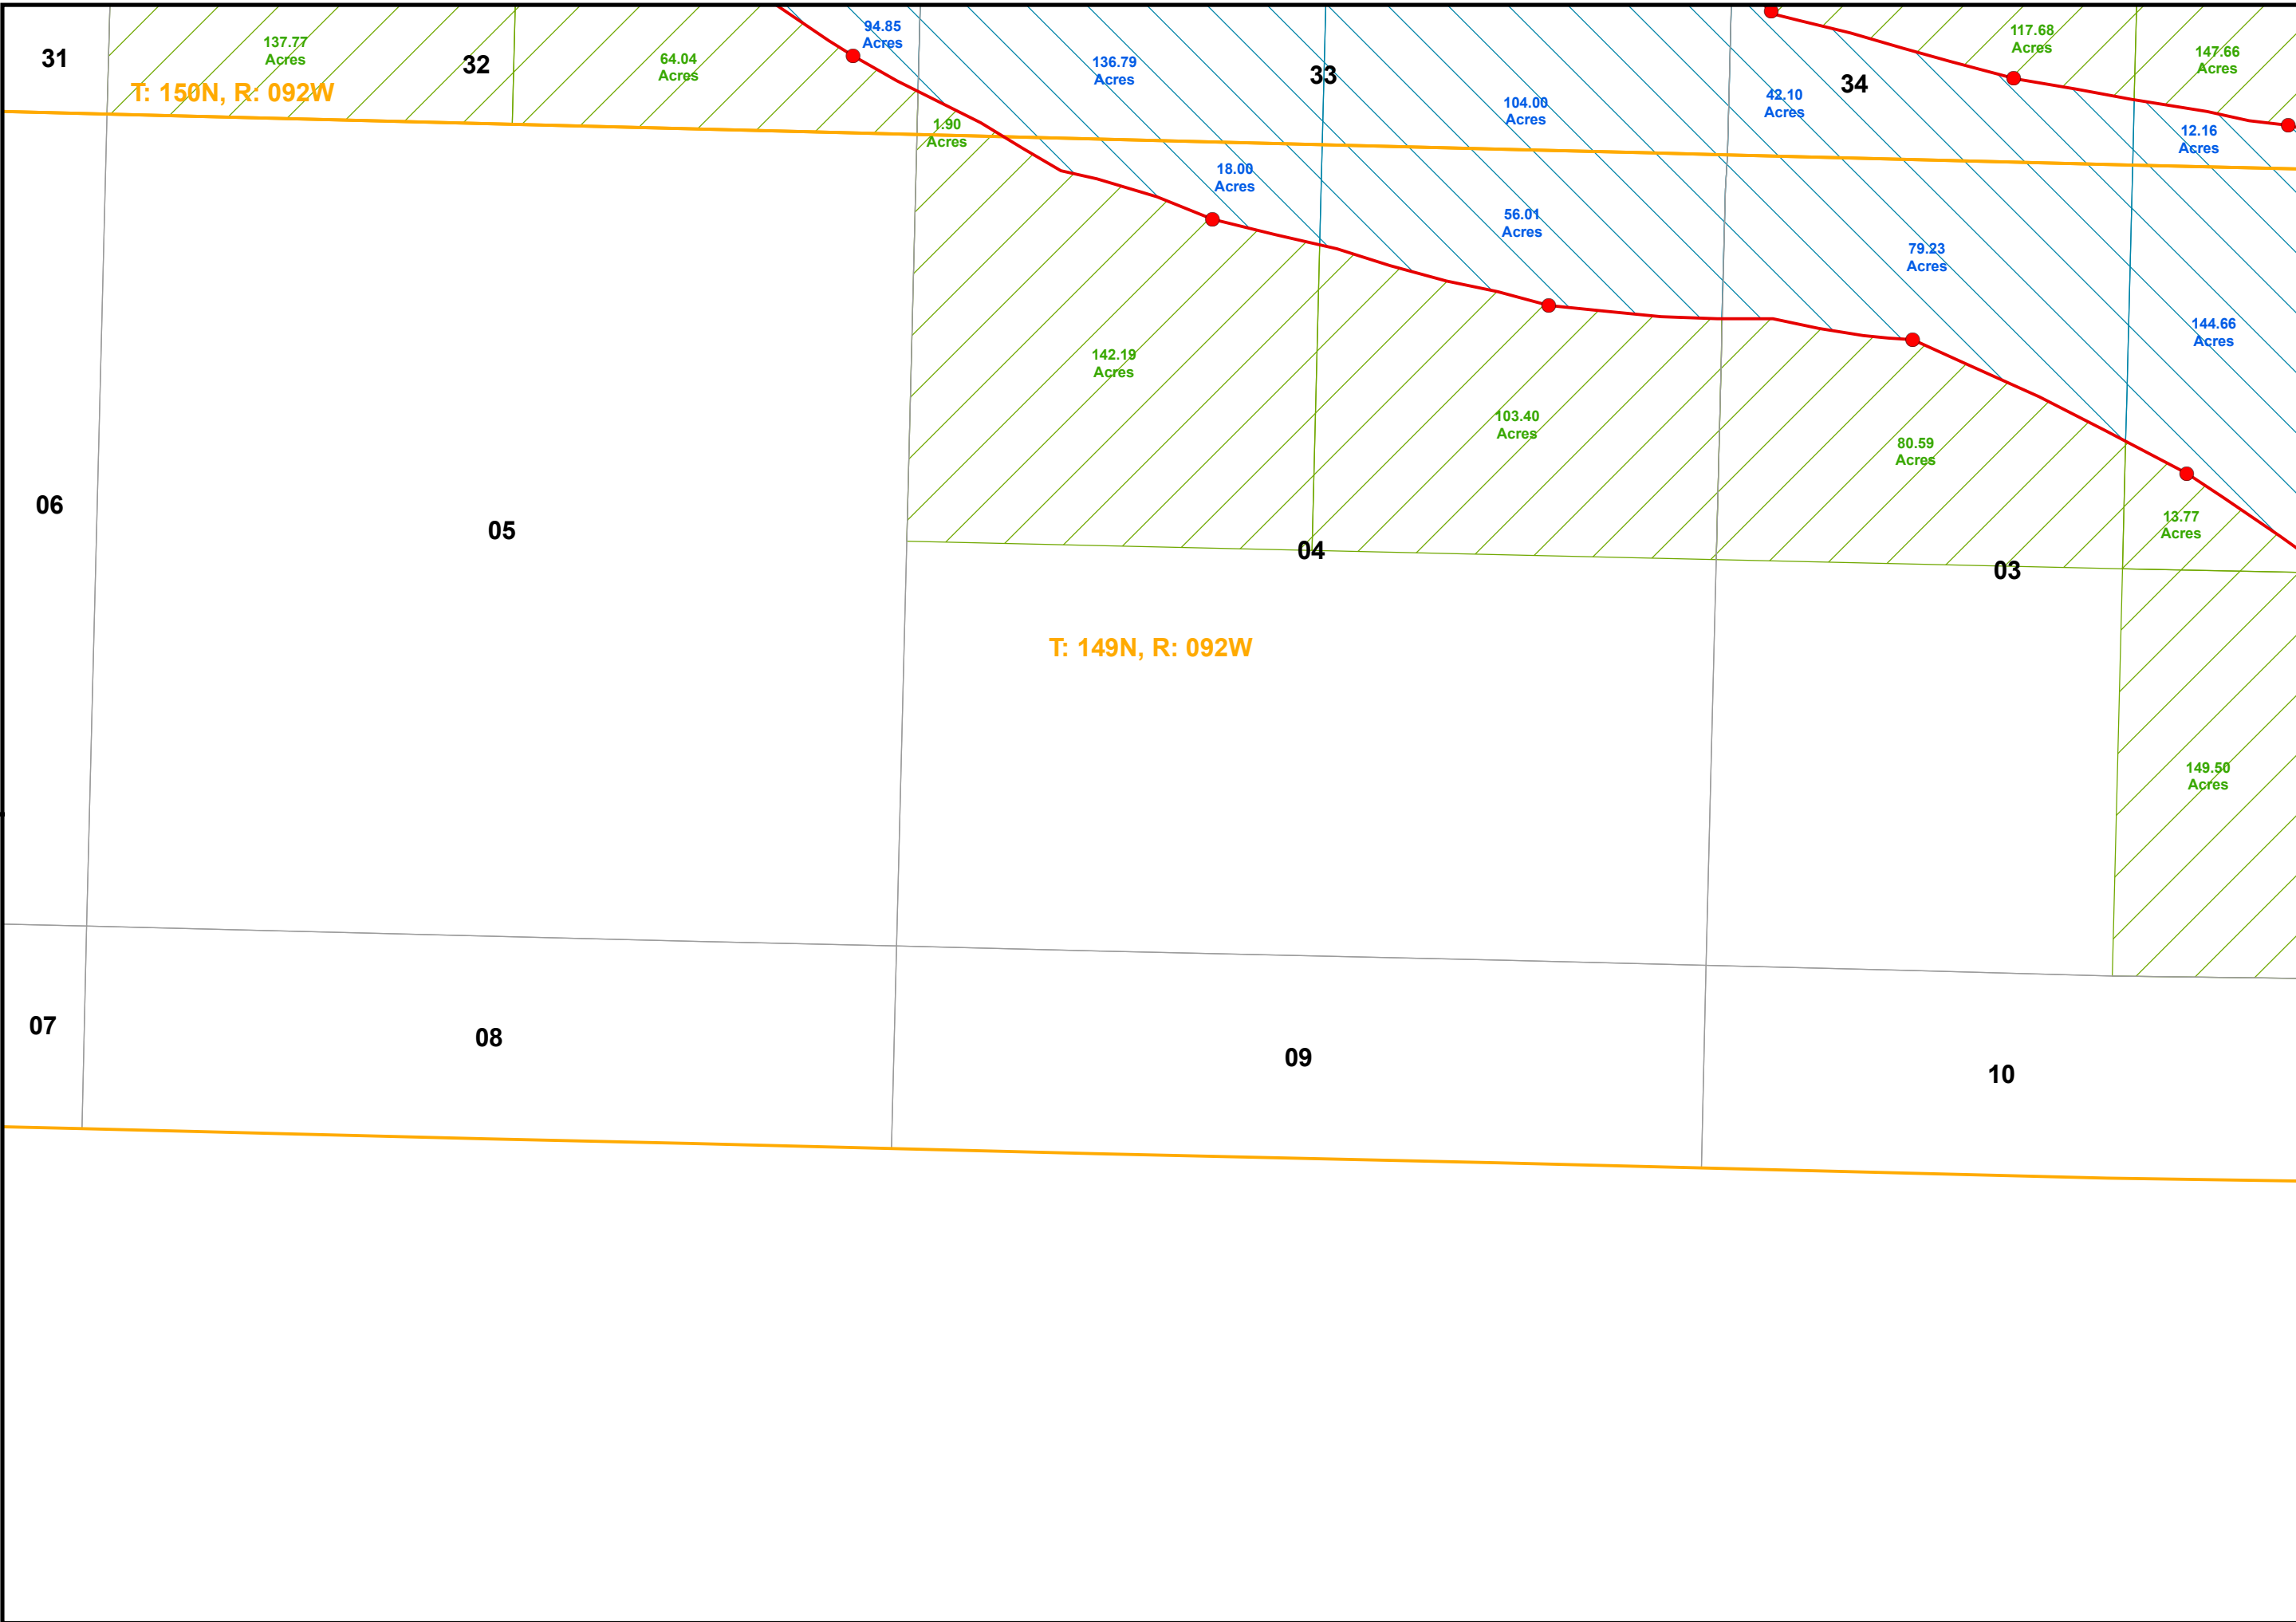 31
137.77
Acres
32
64.04
Acres
94.85
Acres
136.79
Acres
33
104.00
Acres
42.10
Acres
34
117.68
Acres
147.66
Acres
T: 150N, R: 092W
1.90
Acres
12.16
Acres
18.00
Acres
56.01
Acres
79.23
Acres
144.66
Acres
142.19
Acres
103.40
Acres
80.59
Acres
13.77
Acres
06
05
04
03
T: 149N, R: 092W
149.50
Acres
07
08
09
10